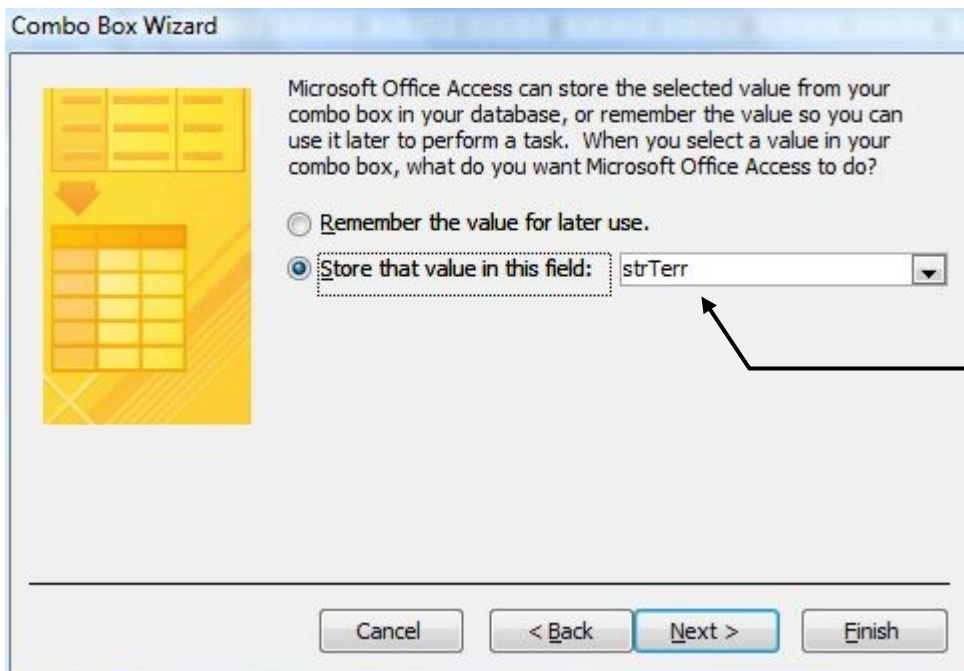 Combo Box Wizard
Microsoft Office Access can store the selected value from your
combo box in your database, or remember the value so you can
use it later to perform a task. When you select a value in your
combo box, what do you want Microsoft Office Access to do?
Remember the value for later use.
Store that value in this field: strTerr
Cancel < Back Next > Finish